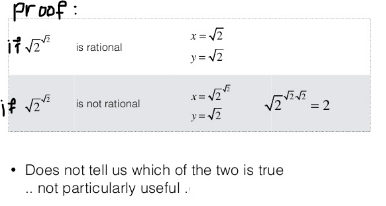 proof :
if √2^√2 is rational x = √2
y = √2
if √2^√2 is not rational x = √2^√2 √2^√2√2 = 2
y = √2
• Does not tell us which of the two is true
.. not particularly useful .